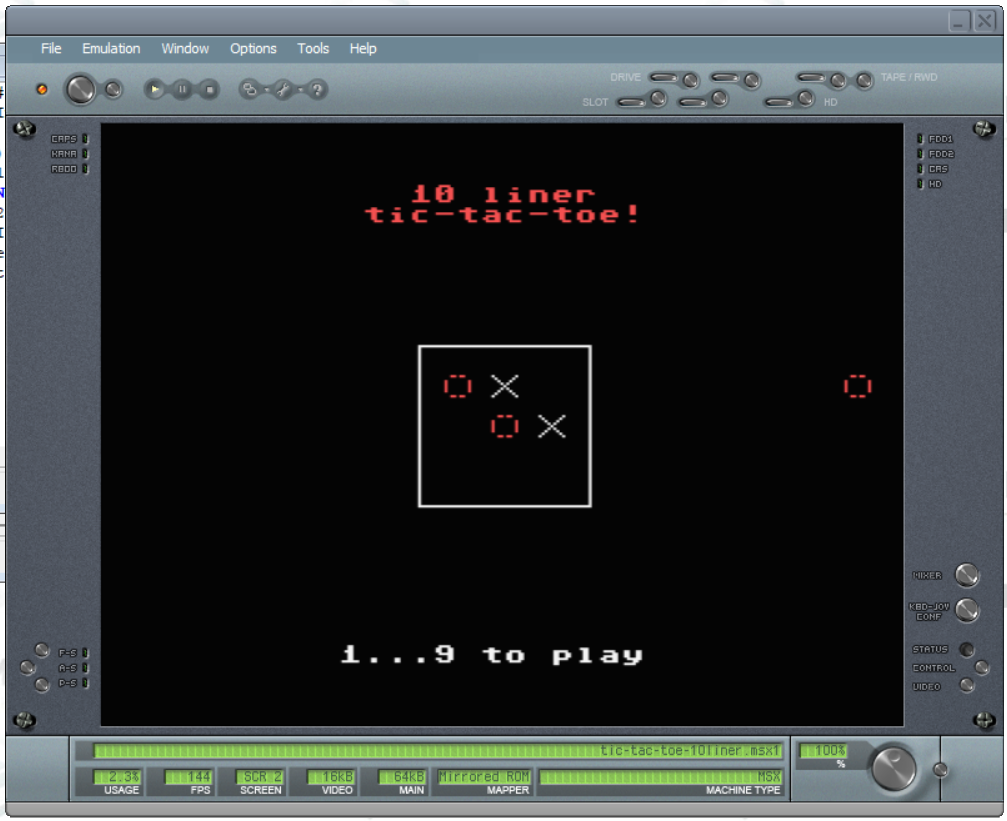 File Emulation Window Options Tools Help
DRIVE
TAPE / RWD
SLOT
HD
CAPS
KANA
FDD1
FDD2
CAS
HD
10 liner
tic-tac-toe!
1...9 to play
MIXER
KBD-JOY
CONF
F-S
A-S
P-S
STATUS
CONTROL
VIDEO
tic-tac-toe-10liner.msx1
100%
%
2.3% 144 SCR 2 16kB 64kB Mirrored ROM MSX
USAGE FPS SCREEN VIDEO MAIN MAPPER MACHINE TYPE